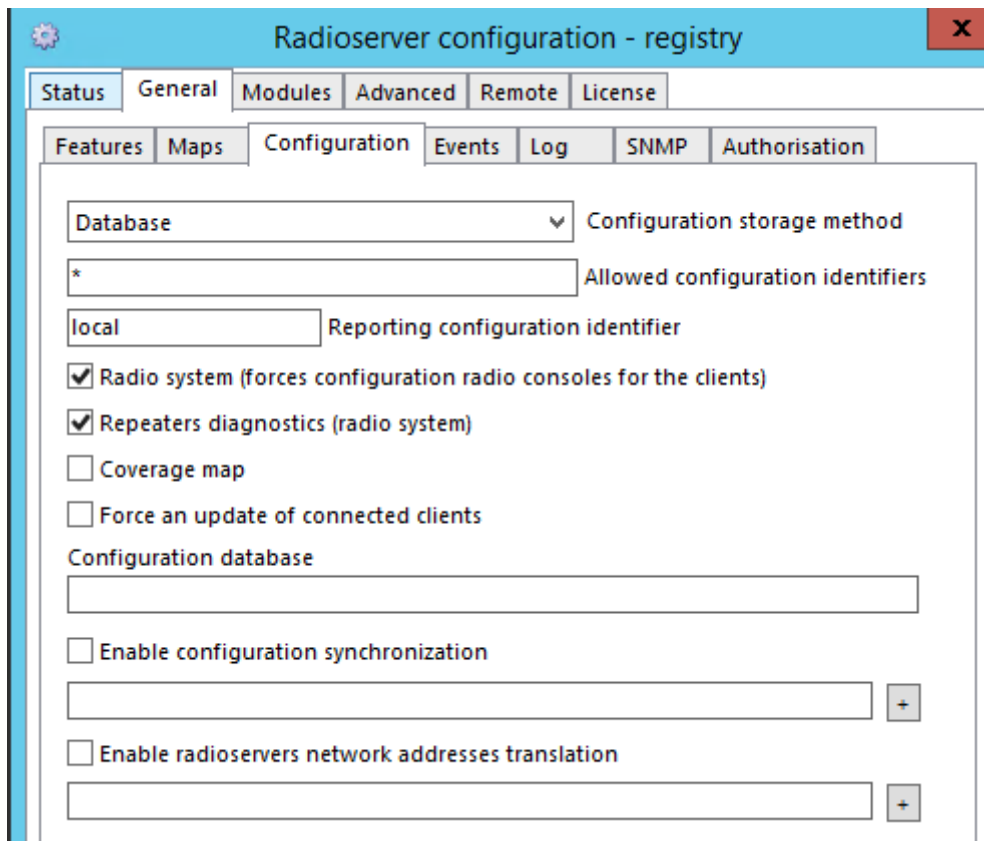 Radioserver configuration - registry x
Status General Modules Advanced Remote License
Features Maps Configuration Events Log SNMP Authorisation
Database Configuration storage method
* Allowed configuration identifiers
local Reporting configuration identifier
Radio system (forces configuration radio consoles for the clients)
Repeaters diagnostics (radio system)
Coverage map
Force an update of connected clients
Configuration database
Enable configuration synchronization
+
Enable radioservers network addresses translation
+